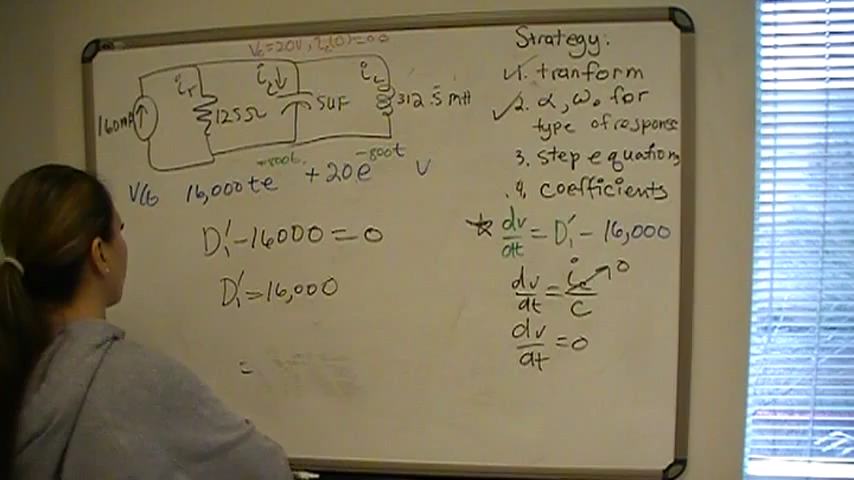 Vc=20V, ic(0)=00
160mA
ir
125Ω
ic
5uF
iL
312.5 mH
V(t) 16,000te^-800t + 20e^-800t V
D1'-16000=0
D1'=16,000
=
Strategy:
✓1. tranform
✓2. α, ω₀ for
type of response
3. step equations
4. coefficients
☆ dv/dt = D1' - 16,000
dv/dt = ic/C → 0
dv/dt = 0